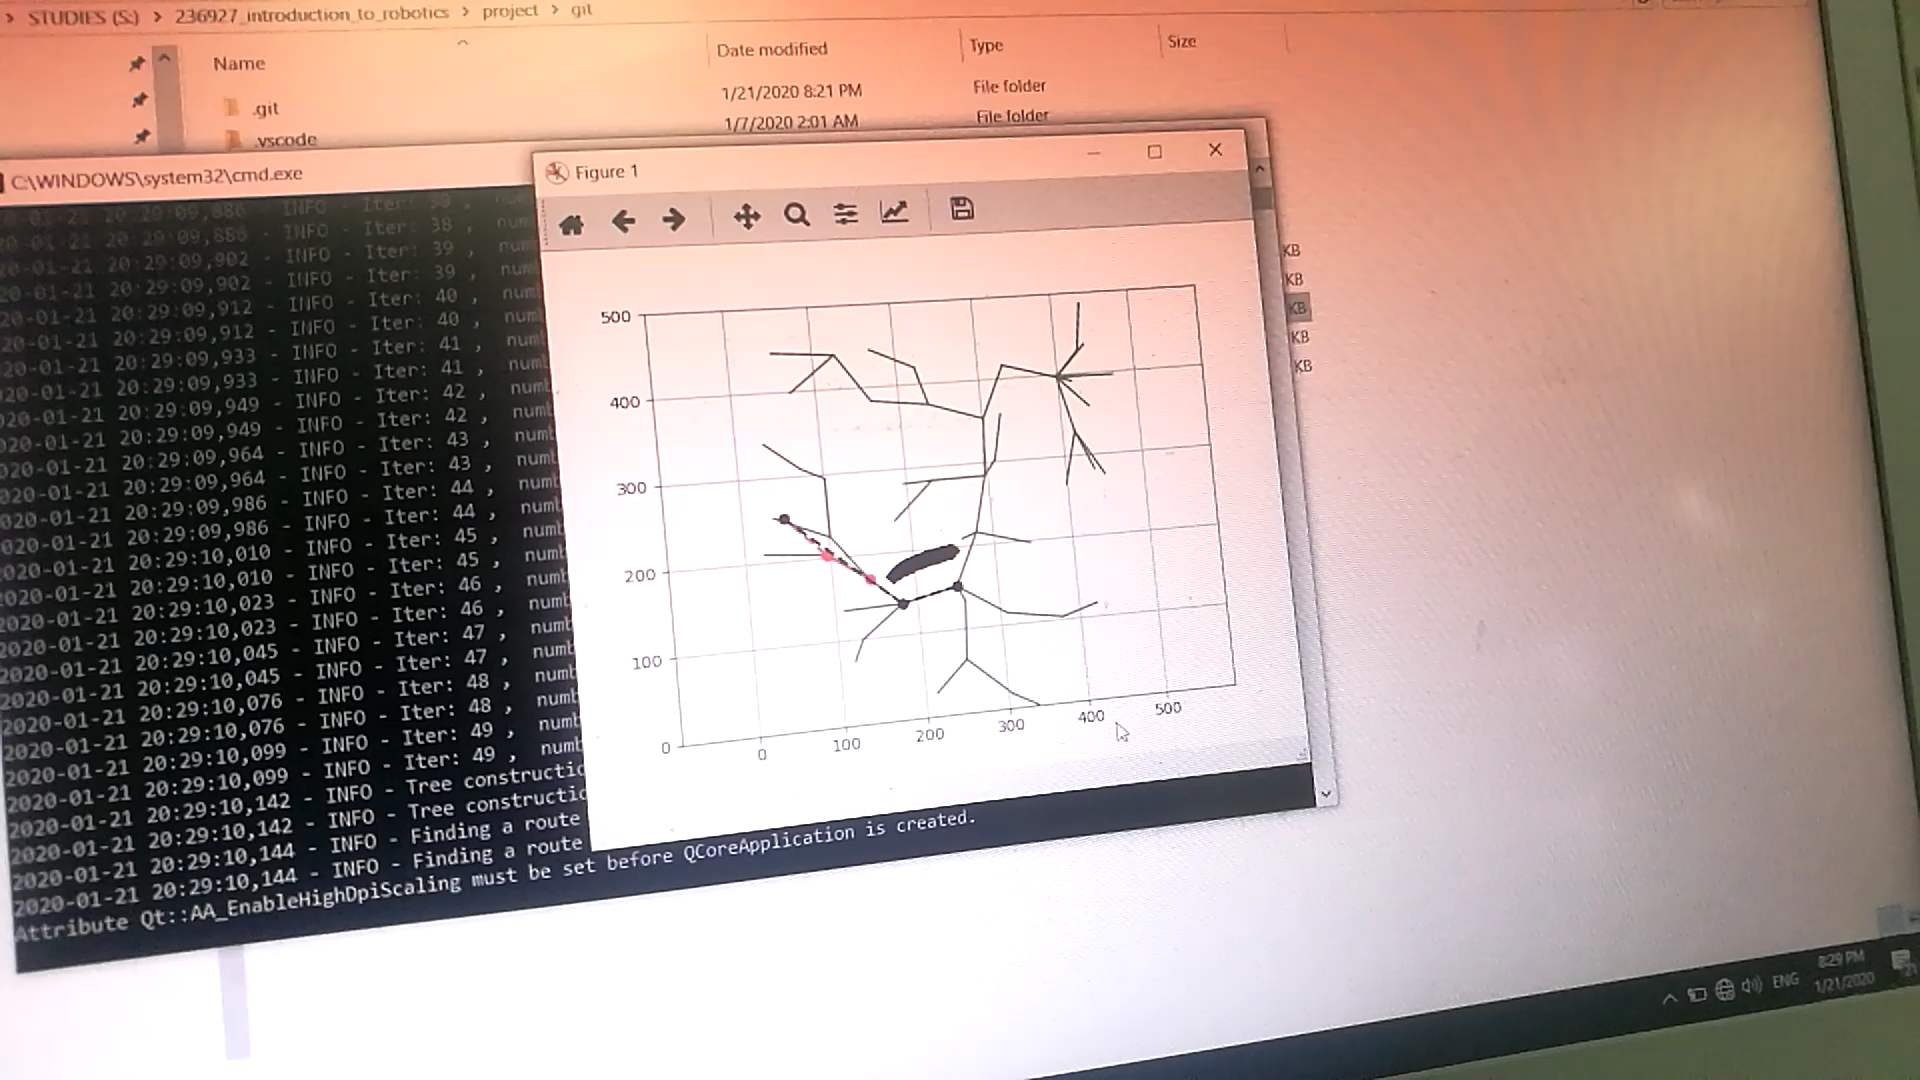 STUDIES (S:) > 236927_introduction_to_robotics > project > git
Name Date modified Type Size
.git 1/21/2020 8:21 PM File folder
.vscode 1/7/2020 2:01 AM File folder
C:\WINDOWS\system32\cmd.exe
20:29:09,886 - INFO - Iter: 38 ,
20-01-21 20:29:09,886 - INFO - Iter: 38 , num
20-01-21 20:29:09,902 - INFO - Iter: 39 , num
20-01-21 20:29:09,902 - INFO - Iter: 39 , num
20-01-21 20:29:09,912 - INFO - Iter: 40 , num
20-01-21 20:29:09,912 - INFO - Iter: 40 , num
20-01-21 20:29:09,933 - INFO - Iter: 41 , num
020-01-21 20:29:09,933 - INFO - Iter: 41 , num
020-01-21 20:29:09,949 - INFO - Iter: 42 , num
020-01-21 20:29:09,949 - INFO - Iter: 42 , num
020-01-21 20:29:09,964 - INFO - Iter: 43 , num
020-01-21 20:29:09,964 - INFO - Iter: 43 , num
020-01-21 20:29:09,986 - INFO - Iter: 44 , num
020-01-21 20:29:09,986 - INFO - Iter: 44 , num
020-01-21 20:29:10,010 - INFO - Iter: 45 , num
020-01-21 20:29:10,010 - INFO - Iter: 45 , num
2020-01-21 20:29:10,023 - INFO - Iter: 46 , numb
2020-01-21 20:29:10,023 - INFO - Iter: 46 , numb
2020-01-21 20:29:10,045 - INFO - Iter: 47 , numb
2020-01-21 20:29:10,045 - INFO - Iter: 47 , numb
2020-01-21 20:29:10,076 - INFO - Iter: 48 , numb
2020-01-21 20:29:10,076 - INFO - Iter: 48 , numb
2020-01-21 20:29:10,099 - INFO - Iter: 49 , numb
2020-01-21 20:29:10,099 - INFO - Iter: 49 , numb
2020-01-21 20:29:10,142 - INFO - Tree constructio
2020-01-21 20:29:10,142 - INFO - Tree constructio
2020-01-21 20:29:10,144 - INFO - Finding a route
2020-01-21 20:29:10,144 - INFO - Finding a route
Attribute Qt::AA_EnableHighDpiScaling must be set before QCoreApplication is created.
Figure 1
500
400
300
200
100
0
0 100 200 300 400 500
KB
KB
KB
KB
KB
ENG
8:29 PM
1/21/2020
21